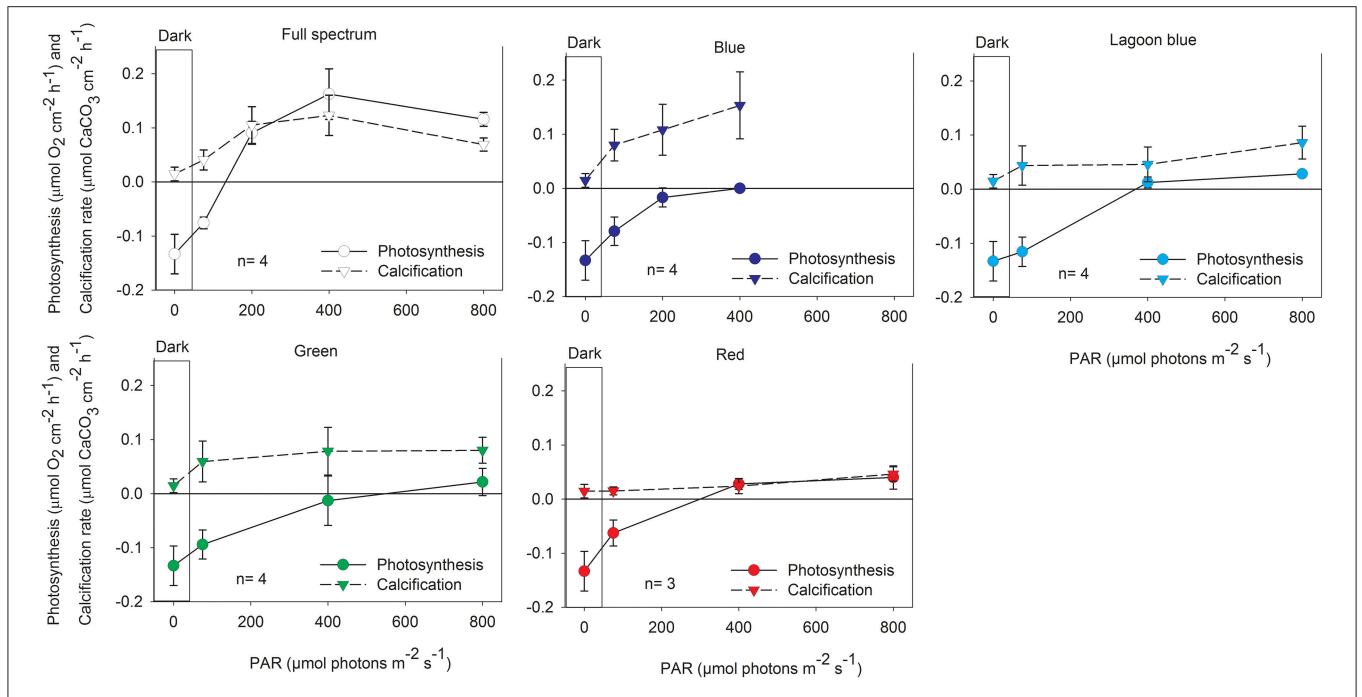 Photosynthesis (µmol O2 cm-2 h-1) and
Calcification rate (µmol CaCO3 cm-2 h-1)
Dark
Full spectrum
0.2
0.1
0.0
-0.1
-0.2
n= 4
Photosynthesis
Calcification
0
200
400
600
800
Dark
Blue
0.2
0.1
0.0
-0.1
-0.2
n= 4
Photosynthesis
Calcification
0
200
400
600
800
Dark
Lagoon blue
0.2
0.1
0.0
-0.1
-0.2
n= 4
Photosynthesis
Calcification
0
200
400
600
800
PAR (µmol photons m-2 s-1)
Photosynthesis (µmol O2 cm-2 h-1) and
Calcification rate (µmol CaCO3 cm-2 h-1)
Dark
Green
0.2
0.1
0.0
-0.1
-0.2
n= 4
Photosynthesis
Calcification
0
200
400
600
800
PAR (µmol photons m-2 s-1)
Dark
Red
0.2
0.1
0.0
-0.1
-0.2
n= 3
Photosynthesis
Calcification
0
200
400
600
800
PAR (µmol photons m-2 s-1)